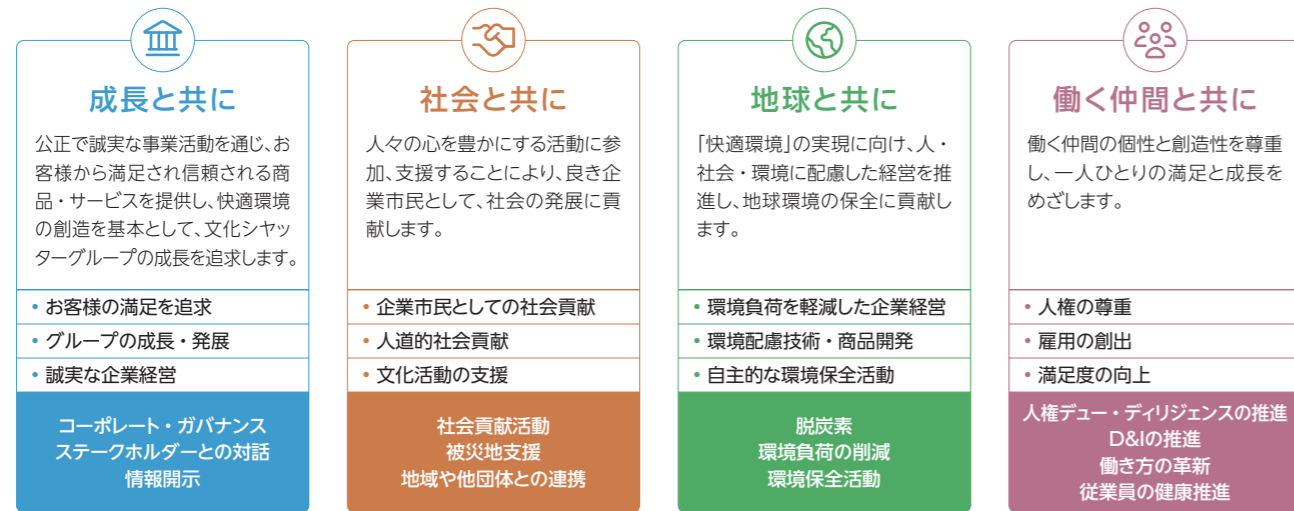 成長と共に
公正で誠実な事業活動を通じ、お
客様から満足され信頼される商
品・サービスを提供し、快適環境
の創造を基本として、文化シヤッ
ターグループの成長を追求します。
• お客様の満足を追求
• グループの成長・発展
• 誠実な企業経営
コーポレート・ガバナンス
ステークホルダーとの対話
情報開示
社会と共に
人々の心を豊かにする活動に参
加、支援することにより、良き企
業市民として、社会の発展に貢
献します。
• 企業市民としての社会貢献
• 人道的社会貢献
• 文化活動の支援
社会貢献活動
被災地支援
地域や他団体との連携
地球と共に
「快適環境」の実現に向け、人・
社会・環境に配慮した経営を推
進し、地球環境の保全に貢献し
ます。
• 環境負荷を軽減した企業経営
• 環境配慮技術・商品開発
• 自主的な環境保全活動
脱炭素
環境負荷の削減
環境保全活動
働く仲間と共に
働く仲間の個性と創造性を尊重
し、一人ひとりの満足と成長を
めざします。
• 人権の尊重
• 雇用の創出
• 満足度の向上
人権デュー・ディリジェンスの推進
D&Iの推進
働き方の革新
従業員の健康推進